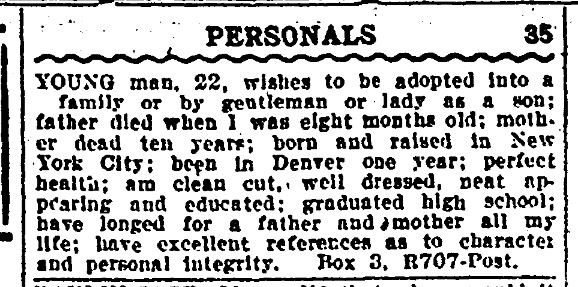 PERSONALS 35
YOUNG man, 22, wishes to be adopted into a
family or by gentleman or lady as a son;
father died when I was eight months old; moth-
er dead ten years; born and raised in New
York City; been in Denver one year; perfect
health; am clean cut, well dressed, neat ap-
pearing and educated; graduated high school;
have longed for a father and mother all my
life; have excellent references as to character
and personal integrity. Box 3, R707-Post.